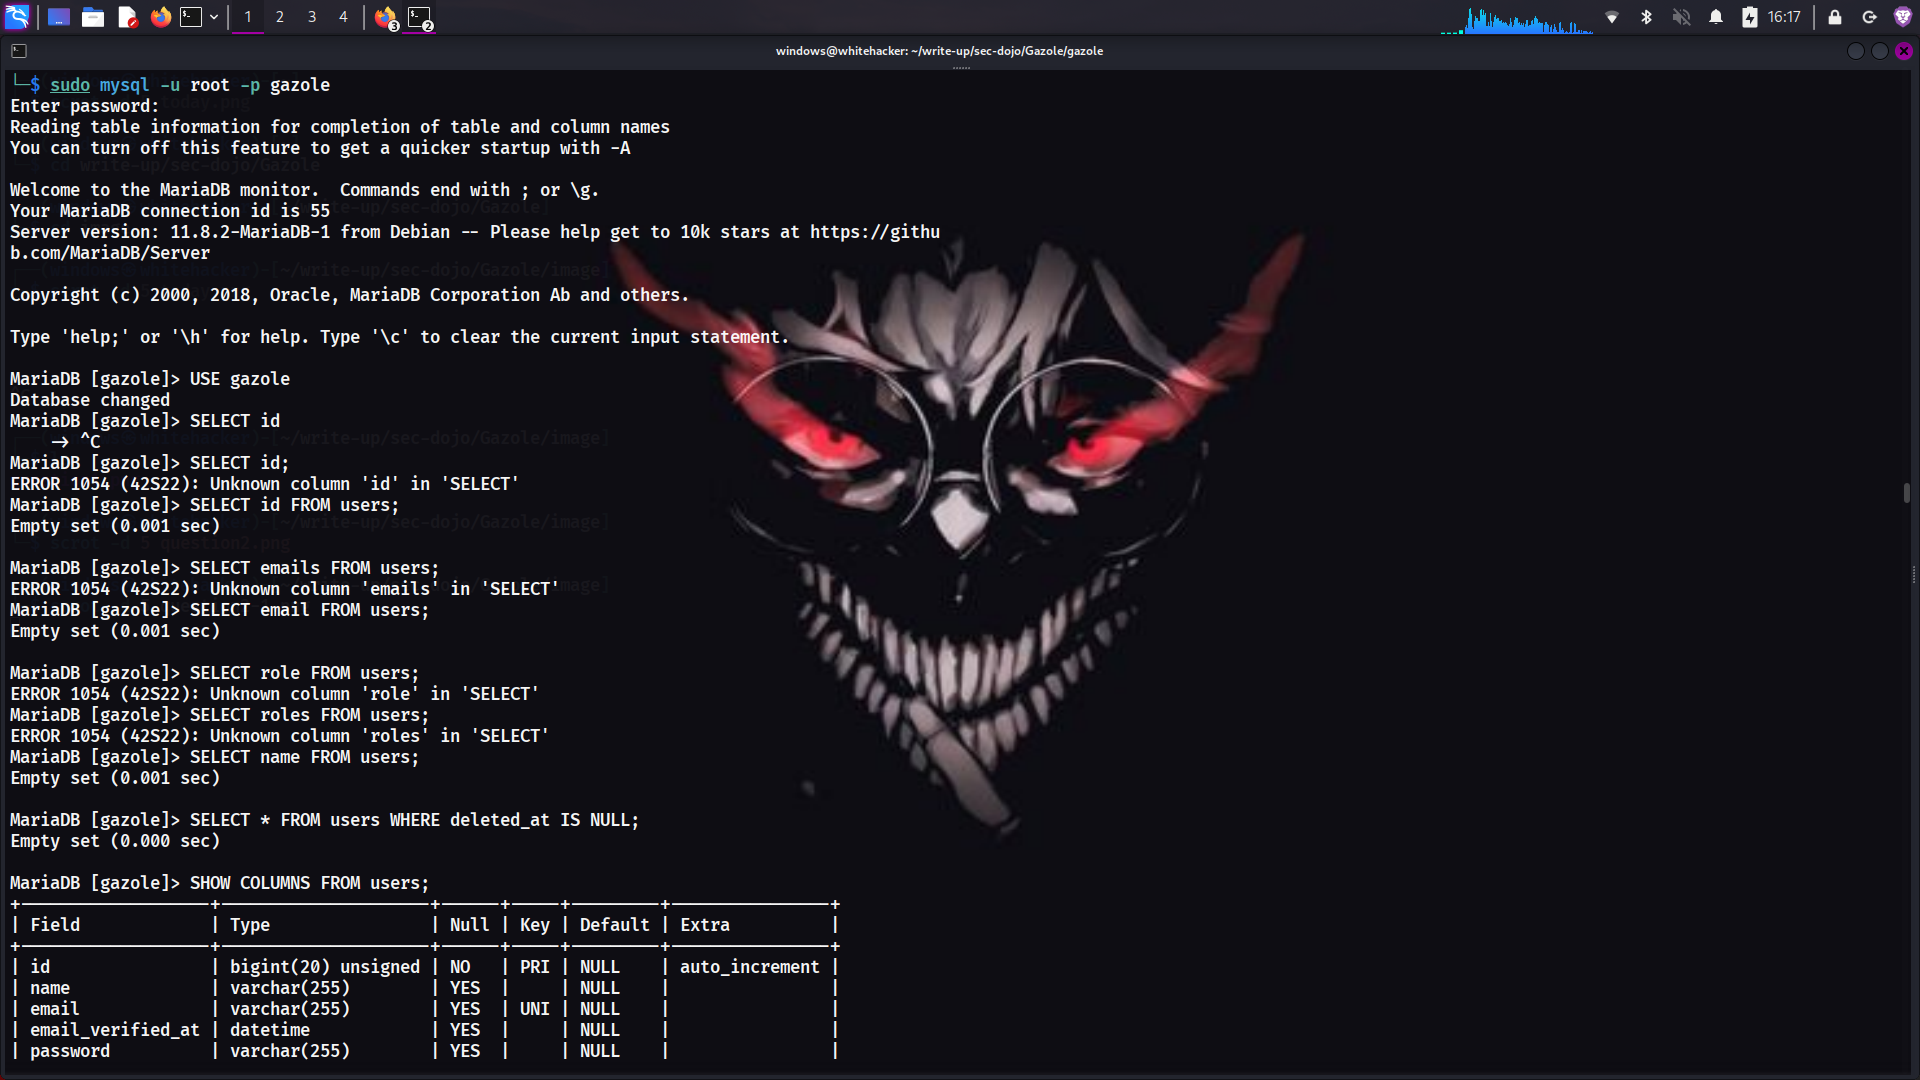 1 2 3 4 3 2 16:17
windows@whitehacker: ~/write-up/sec-dojo/Gazole/gazole
└─$ sudo mysql -u root -p gazole
Enter password:
Reading table information for completion of table and column names
You can turn off this feature to get a quicker startup with -A
Welcome to the MariaDB monitor.  Commands end with ; or \g.
Your MariaDB connection id is 55
Server version: 11.8.2-MariaDB-1 from Debian -- Please help get to 10k stars at https://githu
b.com/MariaDB/Server
Copyright (c) 2000, 2018, Oracle, MariaDB Corporation Ab and others.
Type 'help;' or '\h' for help. Type '\c' to clear the current input statement.
MariaDB [gazole]> USE gazole
Database changed
MariaDB [gazole]> SELECT id
    -> ^C
MariaDB [gazole]> SELECT id;
ERROR 1054 (42S22): Unknown column 'id' in 'SELECT'
MariaDB [gazole]> SELECT id FROM users;
Empty set (0.001 sec)
MariaDB [gazole]> SELECT emails FROM users;
ERROR 1054 (42S22): Unknown column 'emails' in 'SELECT'
MariaDB [gazole]> SELECT email FROM users;
Empty set (0.001 sec)
MariaDB [gazole]> SELECT role FROM users;
ERROR 1054 (42S22): Unknown column 'role' in 'SELECT'
MariaDB [gazole]> SELECT roles FROM users;
ERROR 1054 (42S22): Unknown column 'roles' in 'SELECT'
MariaDB [gazole]> SELECT name FROM users;
Empty set (0.001 sec)
MariaDB [gazole]> SELECT * FROM users WHERE deleted_at IS NULL;
Empty set (0.000 sec)
MariaDB [gazole]> SHOW COLUMNS FROM users;
| Field | Type | Null | Key | Default | Extra |
| id | bigint(20) unsigned | NO | PRI | NULL | auto_increment |
| name | varchar(255) | YES | | NULL | |
| email | varchar(255) | YES | UNI | NULL | |
| email_verified_at | datetime | YES | | NULL | |
| password | varchar(255) | YES | | NULL | |